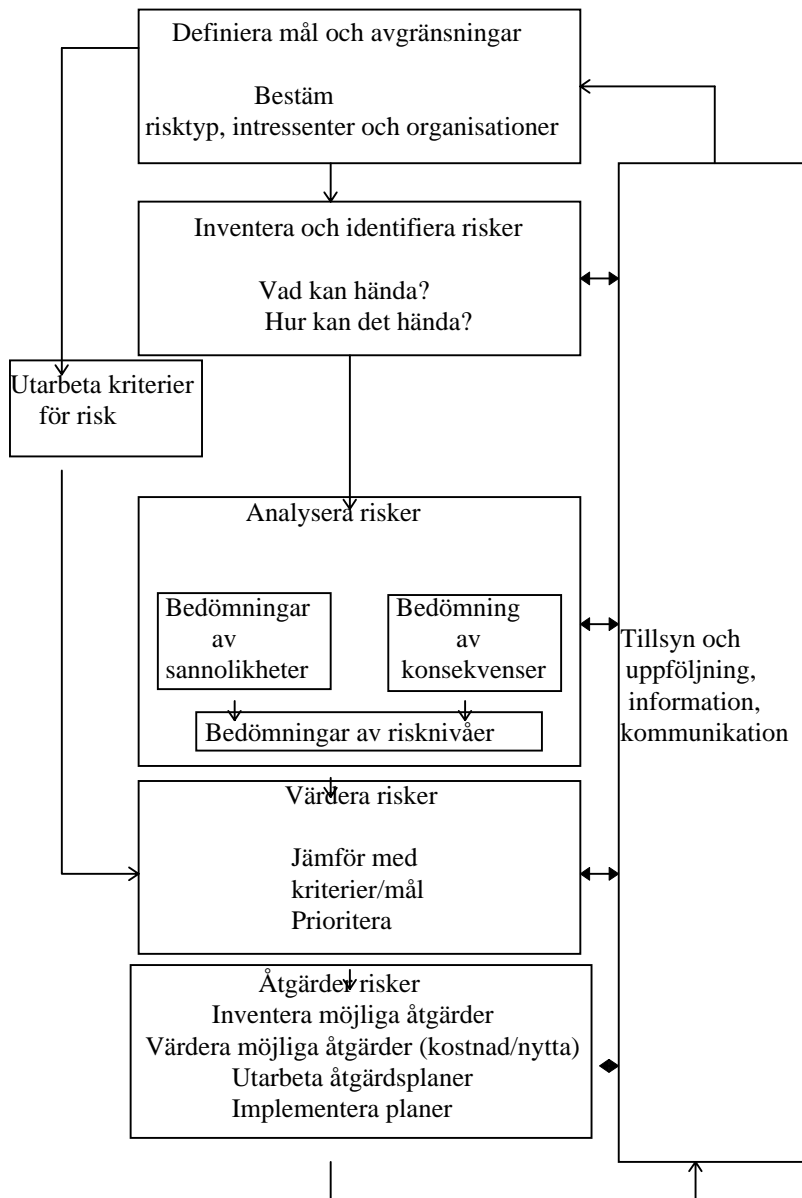 Definiera mål och avgränsningar
Bestäm
risktyp, intressenter och organisationer
Inventera och identifiera risker
Vad kan hända?
Hur kan det hända?
Utarbeta kriterier
för risk
Analysera risker
Bedömningar
av
sannolikheter
Bedömning
av
konsekvenser
Bedömningar av risknivåer
Tillsyn och
uppföljning,
information,
kommunikation
Värdera risker
Jämför med
kriterier/mål
Prioritera
Åtgärder risker
Inventera möjliga åtgärder
Värdera möjliga åtgärder (kostnad/nytta)
Utarbeta åtgärdsplaner
Implementera planer